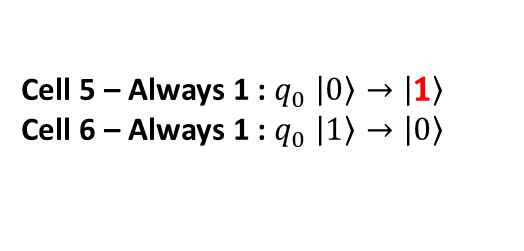 Cell 5 – Always 1 : q₀ |0⟩ → |1⟩
Cell 6 – Always 1 : q₀ |1⟩ → |0⟩